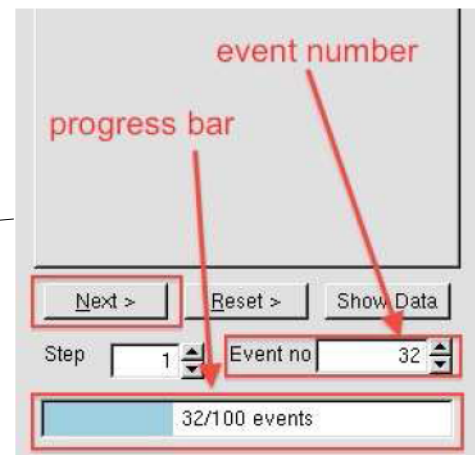 event number
progress bar
Next > Reset > Show Data
Step 1 Event no 32
32/100 events